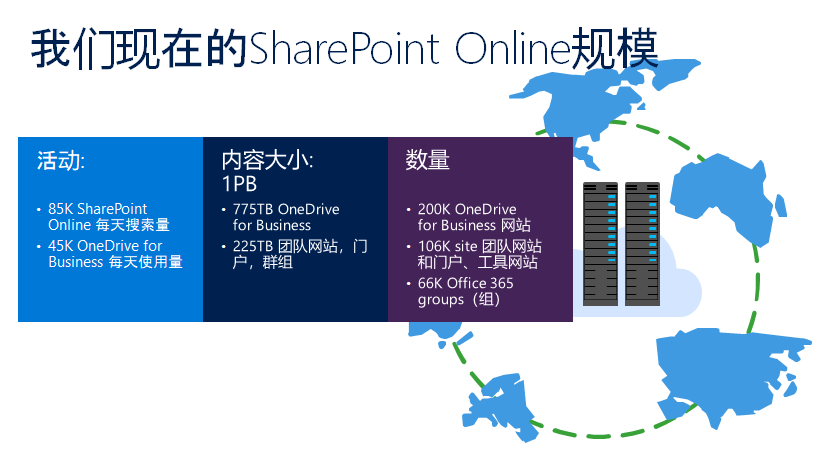 我们现在的SharePoint Online规模
活动:
• 85K SharePoint
Online 每天搜索量
• 45K OneDrive for
Business 每天使用量
内容大小:
1PB
• 775TB OneDrive
for Business
• 225TB 团队网站，门
户，群组
数量
• 200K OneDrive
for Business 网站
• 106K site 团队网站
和门户、工具网站
• 66K Office 365
groups（组）